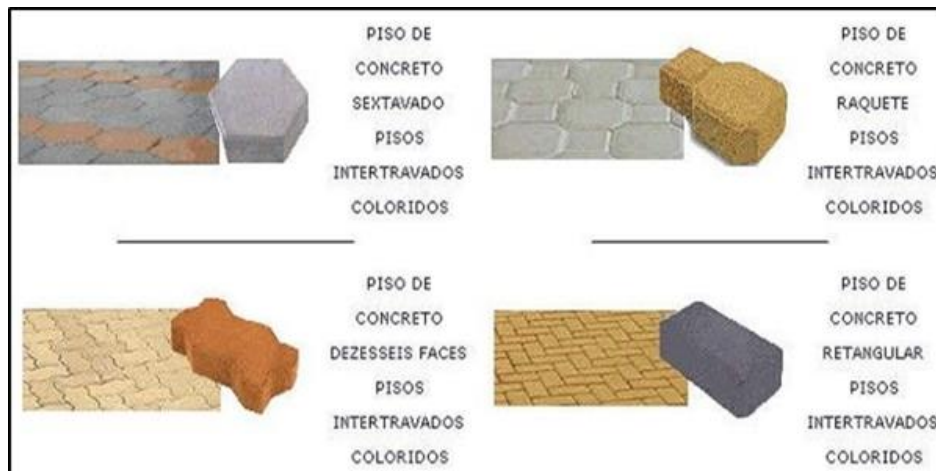 PISO DE
CONCRETO
SEXTAVADO
PISOS
INTERTRAVADOS
COLORIDOS
PISO DE
CONCRETO
RAQUETE
PISOS
INTERTRAVADOS
COLORIDOS
PISO DE
CONCRETO
DEZESSEIS FACES
PISOS
INTERTRAVADOS
COLORIDOS
PISO DE
CONCRETO
RETANGULAR
PISOS
INTERTRAVADOS
COLORIDOS